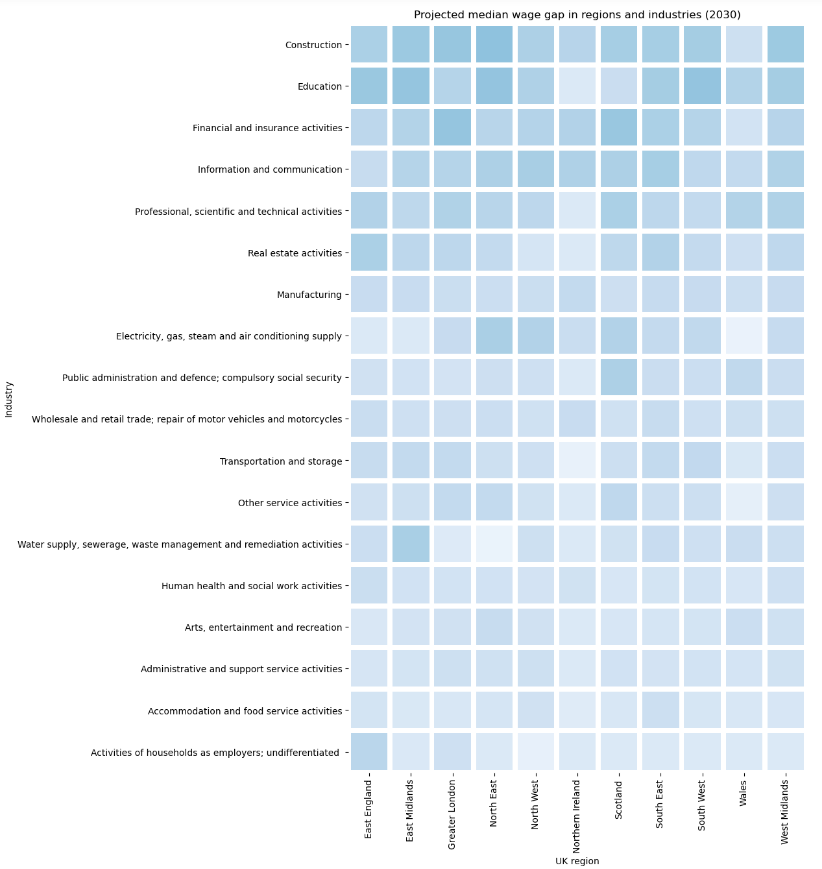 Projected median wage gap in regions and industries (2030)
Construction
Education
Financial and insurance activities
Information and communication
Professional, scientific and technical activities
Real estate activities
Manufacturing
Electricity, gas, steam and air conditioning supply
Public administration and defence; compulsory social security
Industry
Wholesale and retail trade; repair of motor vehicles and motorcycles
Transportation and storage
Other service activities
Water supply, sewerage, waste management and remediation activities
Human health and social work activities
Arts, entertainment and recreation
Administrative and support service activities
Accommodation and food service activities
Activities of households as employers; undifferentiated
East England
East Midlands
Greater London
North East
North West
Northern Ireland
Scotland
South East
South West
Wales
West Midlands
UK region